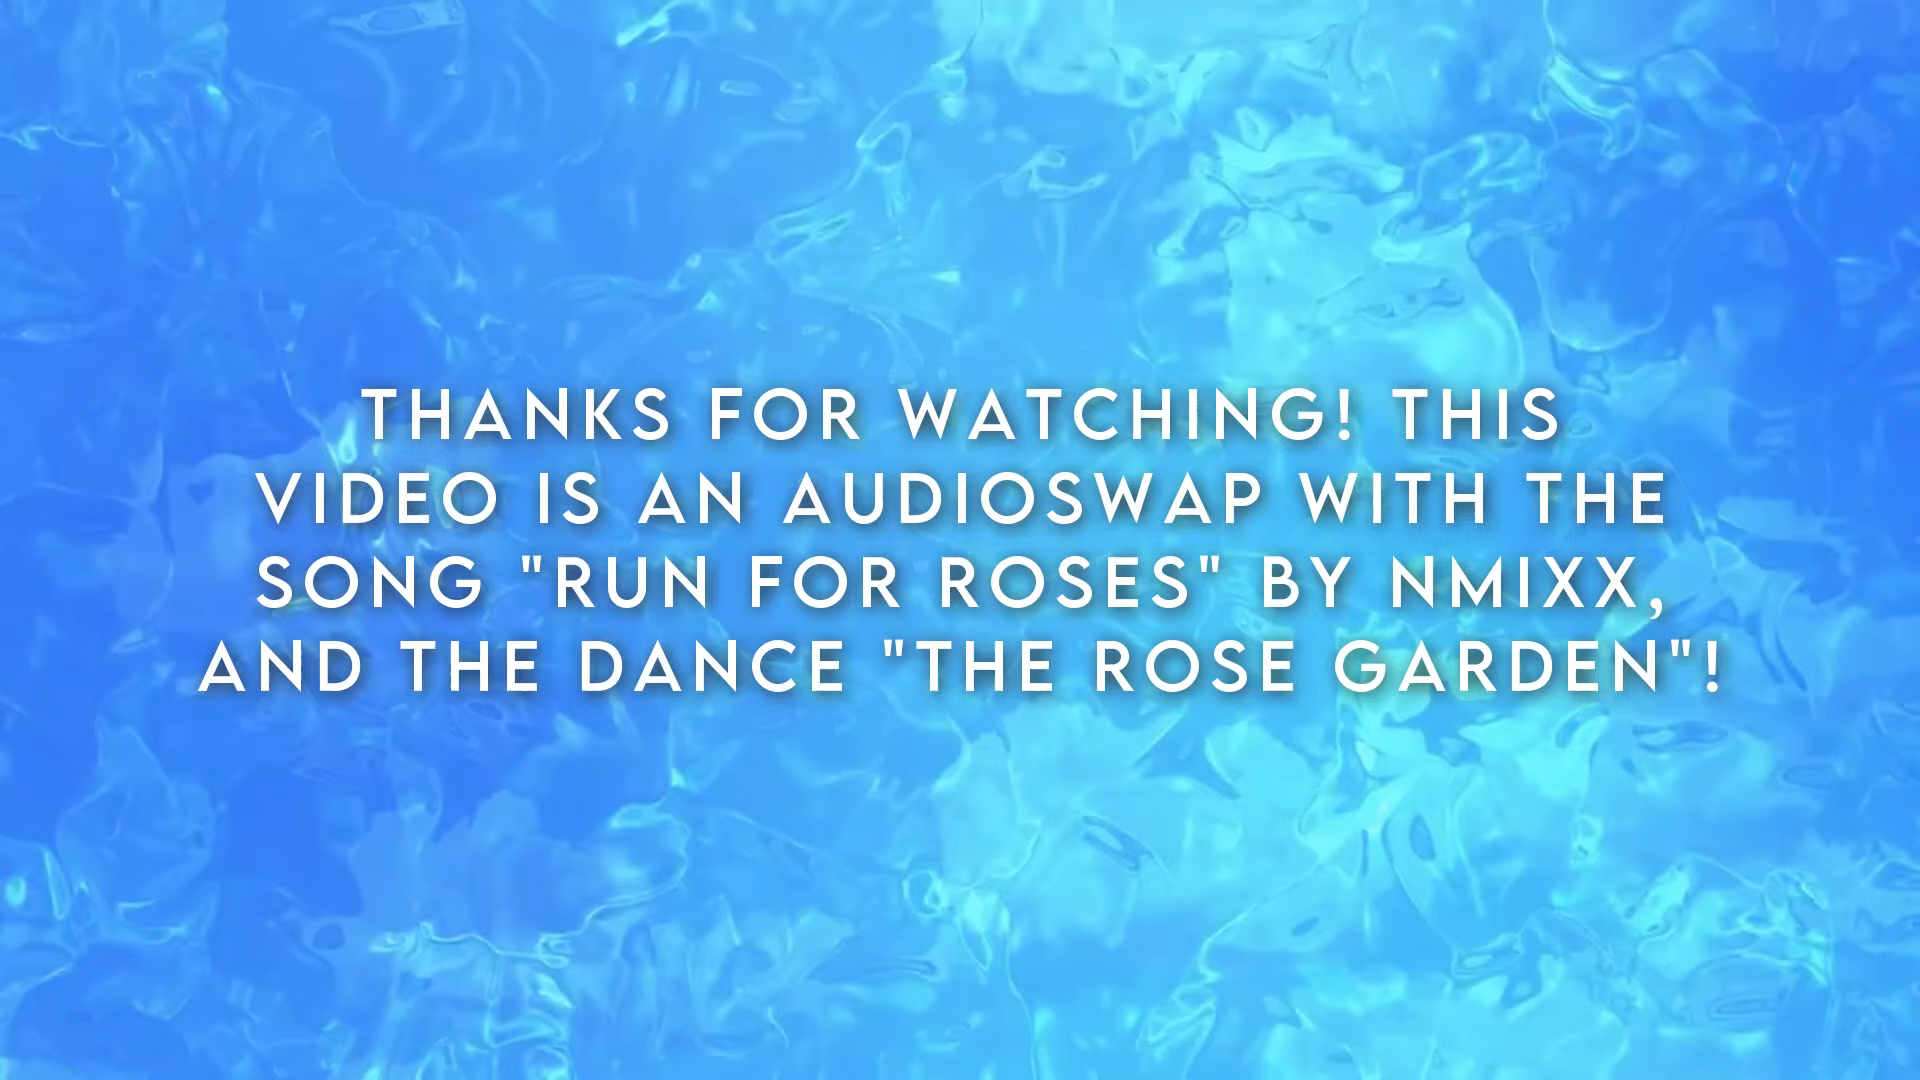 THANKS FOR WATCHING! THIS
VIDEO IS AN AUDIOSWAP WITH THE
SONG "RUN FOR ROSES" BY NMIXX,
AND THE DANCE "THE ROSE GARDEN"!